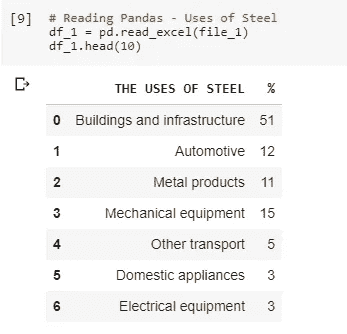 [9] # Reading Pandas - Uses of Steel
df_1 = pd.read_excel(file_1)
df_1.head(10)
THE USES OF STEEL %
0 Buildings and infrastructure 51
1 Automotive 12
2 Metal products 11
3 Mechanical equipment 15
4 Other transport 5
5 Domestic appliances 3
6 Electrical equipment 3